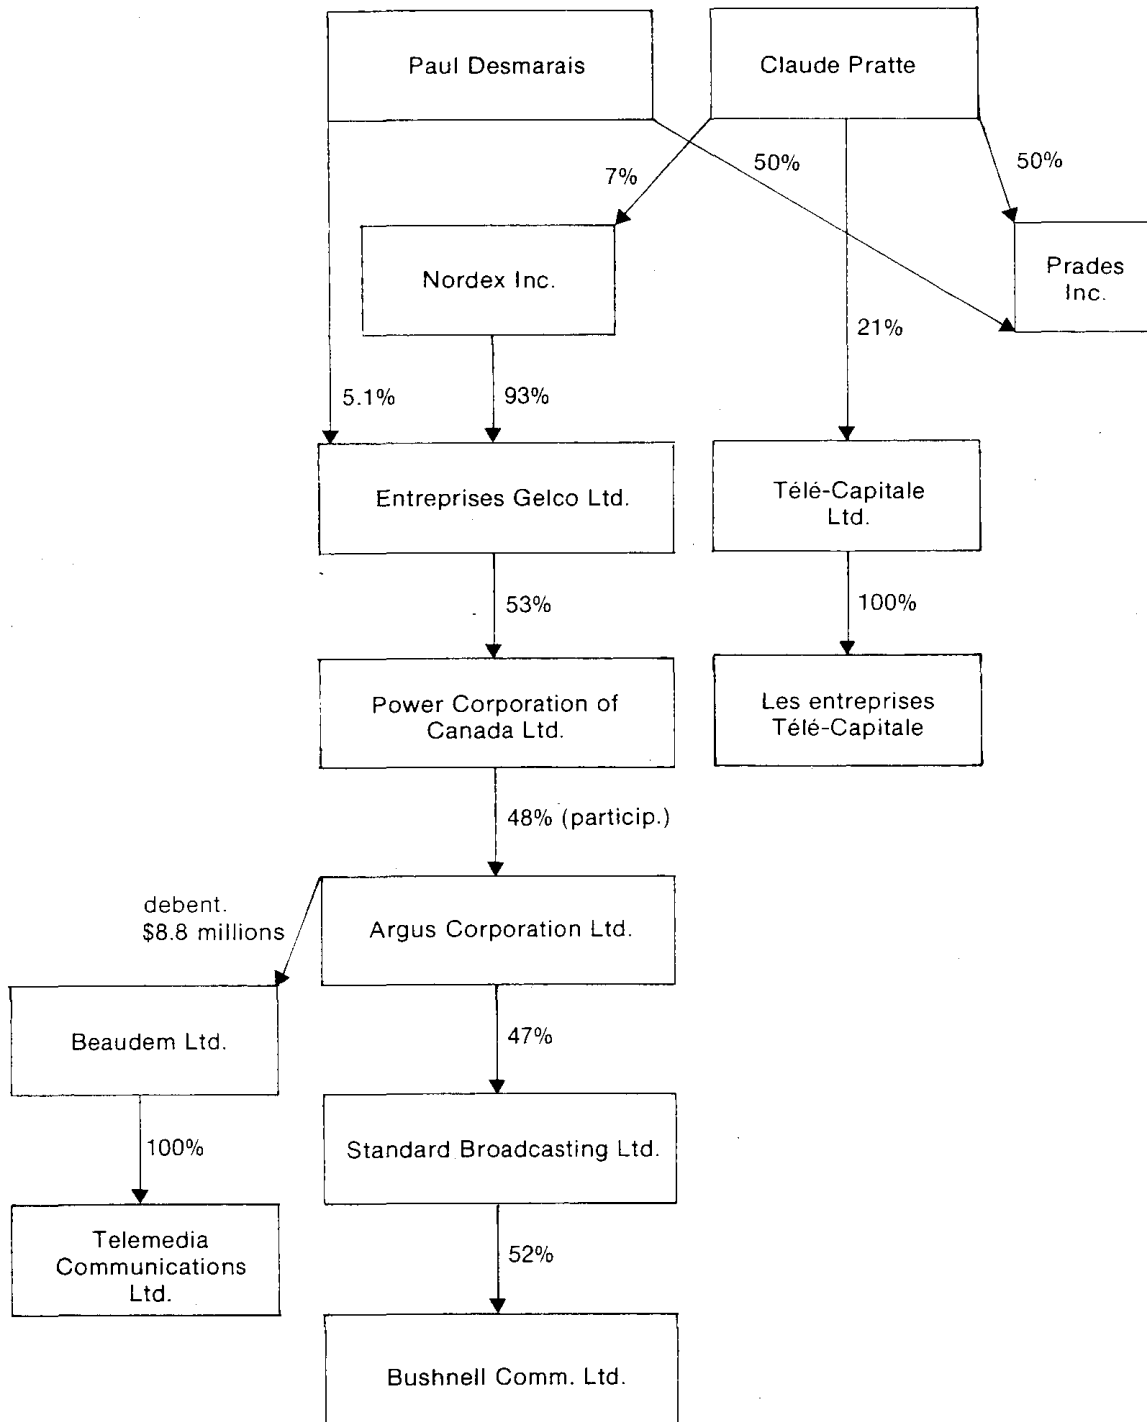 Paul Desmarais
Claude Pratte
7%
50%
50%
Nordex Inc.
Prades
Inc.
21%
5.1%
93%
Entreprises Gelco Ltd.
Télé-Capitale
Ltd.
53%
100%
Power Corporation of
Canada Ltd.
Les entreprises
Télé-Capitale
48% (particip.)
debent.
$8.8 millions
Argus Corporation Ltd.
Beaudem Ltd.
47%
100%
Standard Broadcasting Ltd.
Telemedia
Communications
Ltd.
52%
Bushnell Comm. Ltd.